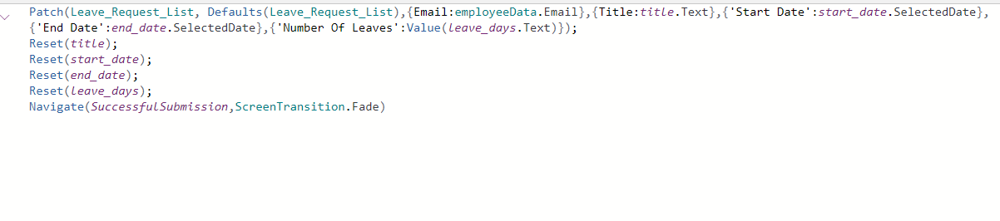 Patch(Leave_Request_List, Defaults(Leave_Request_List),{Email:employeeData.Email},{Title:title.Text},{'Start Date':start_date.SelectedDate},
{'End Date':end_date.SelectedDate},{'Number Of Leaves':Value(leave_days.Text)});
Reset(title);
Reset(start_date);
Reset(end_date);
Reset(leave_days);
Navigate(SuccessfulSubmission,ScreenTransition.Fade)